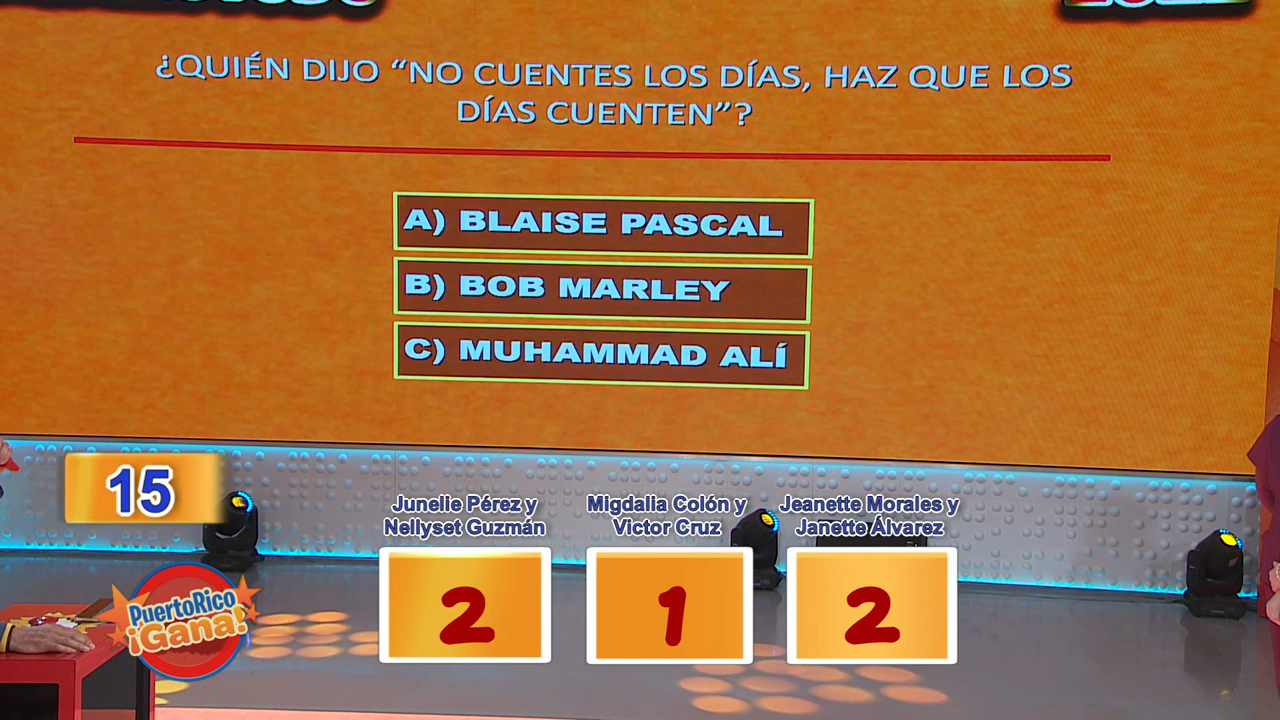 ¿QUIÉN DIJO “NO CUENTES LOS DÍAS, HAZ QUE LOS
DÍAS CUENTEN”?
A) BLAISE PASCAL
B) BOB MARLEY
C) MUHAMMAD ALÍ
15
Junelie Pérez y
Nellyset Guzmán
Migdalia Colón y
Victor Cruz
Jeanette Morales y
Janette Álvarez
2
1
2
PuertoRico
¡Gana!